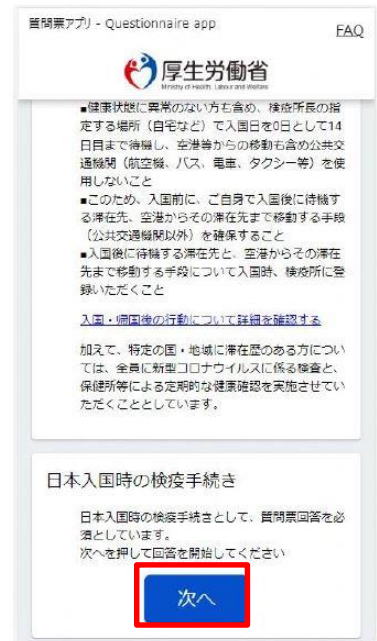 質問票アプリ - Questionnaire app
FAQ
厚生労働省
Ministry of Health, Labour and Welfare
■健康状態に異常のない方も含め、検疫所長の指
定する場所（自宅など）で入国日を0日として14
日目まで待機し、空港等からの移動も含め公共交
通機関（航空機、バス、電車、タクシー等）を使
用しないこと
■このため、入国前に、ご自身で入国後に待機す
る滞在先、空港からその滞在先まで移動する手段
（公共交通機関以外）を確保すること
■入国後に待機する滞在先と、空港からその滞在
先まで移動する手段について入国時、検疫所に登
録いただくこと
入国・帰国後の行動について詳細を確認する
加えて、特定の国・地域に滞在歴のある方につい
ては、全員に新型コロナウイルスに係る検査と、
保健所等による定期的な健康確認を実施させてい
ただくこととしています。
日本入国時の検疫手続き
日本入国時の検疫手続きとして、質問票回答を必
須としています。
次へを押して回答を開始してください
次へ